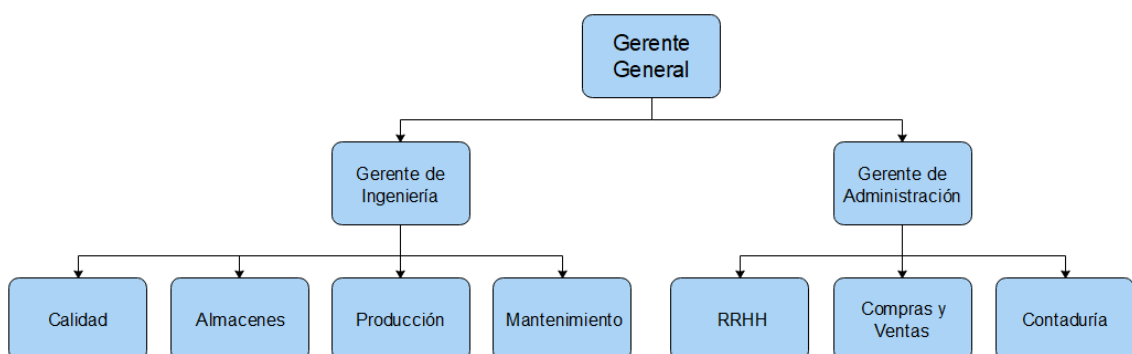 Gerente
General
Gerente de
Ingeniería
Gerente de
Administración
Calidad
Almacenes
Producción
Mantenimiento
RRHH
Compras y
Ventas
Contaduría